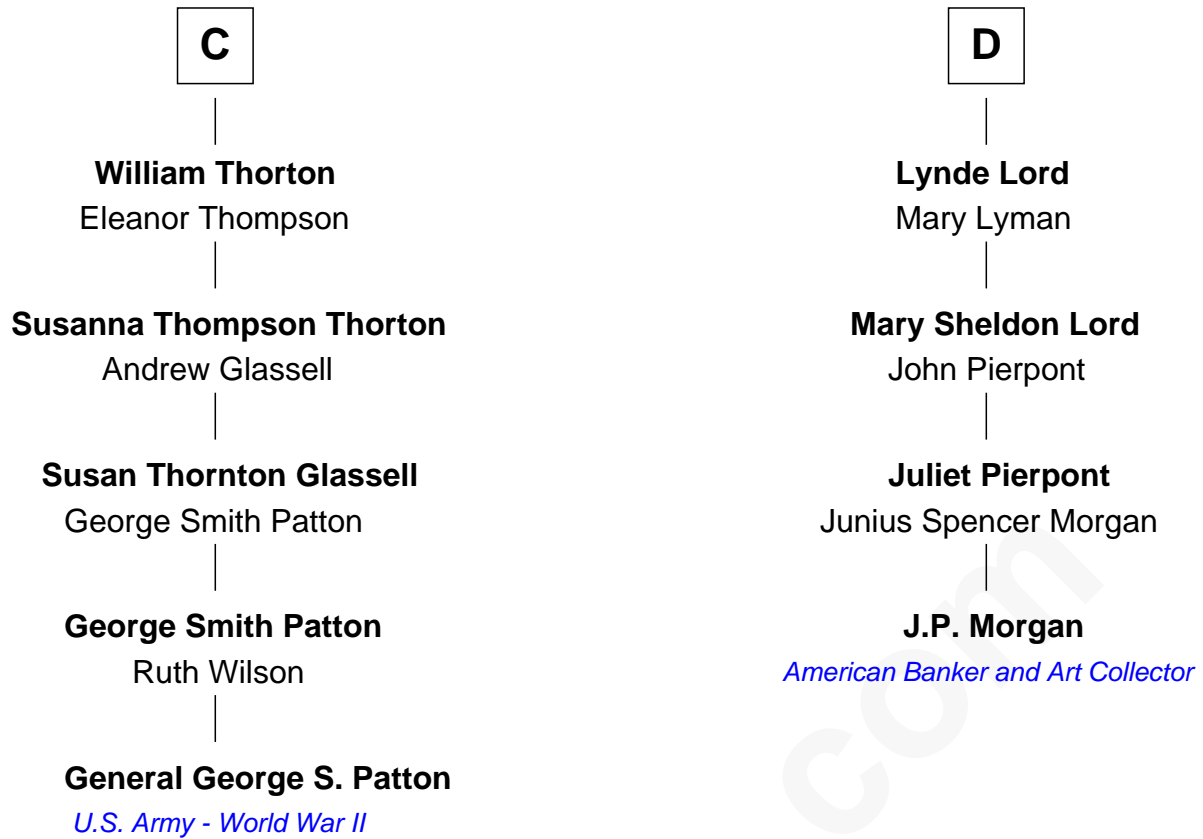 C
William Thorton
Eleanor Thompson
Susanna Thompson Thorton
Andrew Glassell
Susan Thornton Glassell
George Smith Patton
George Smith Patton
Ruth Wilson
General George S. Patton
U.S. Army - World War II
D
Lynde Lord
Mary Lyman
Mary Sheldon Lord
John Pierpont
Juliet Pierpont
Junius Spencer Morgan
J.P. Morgan
American Banker and Art Collector
com